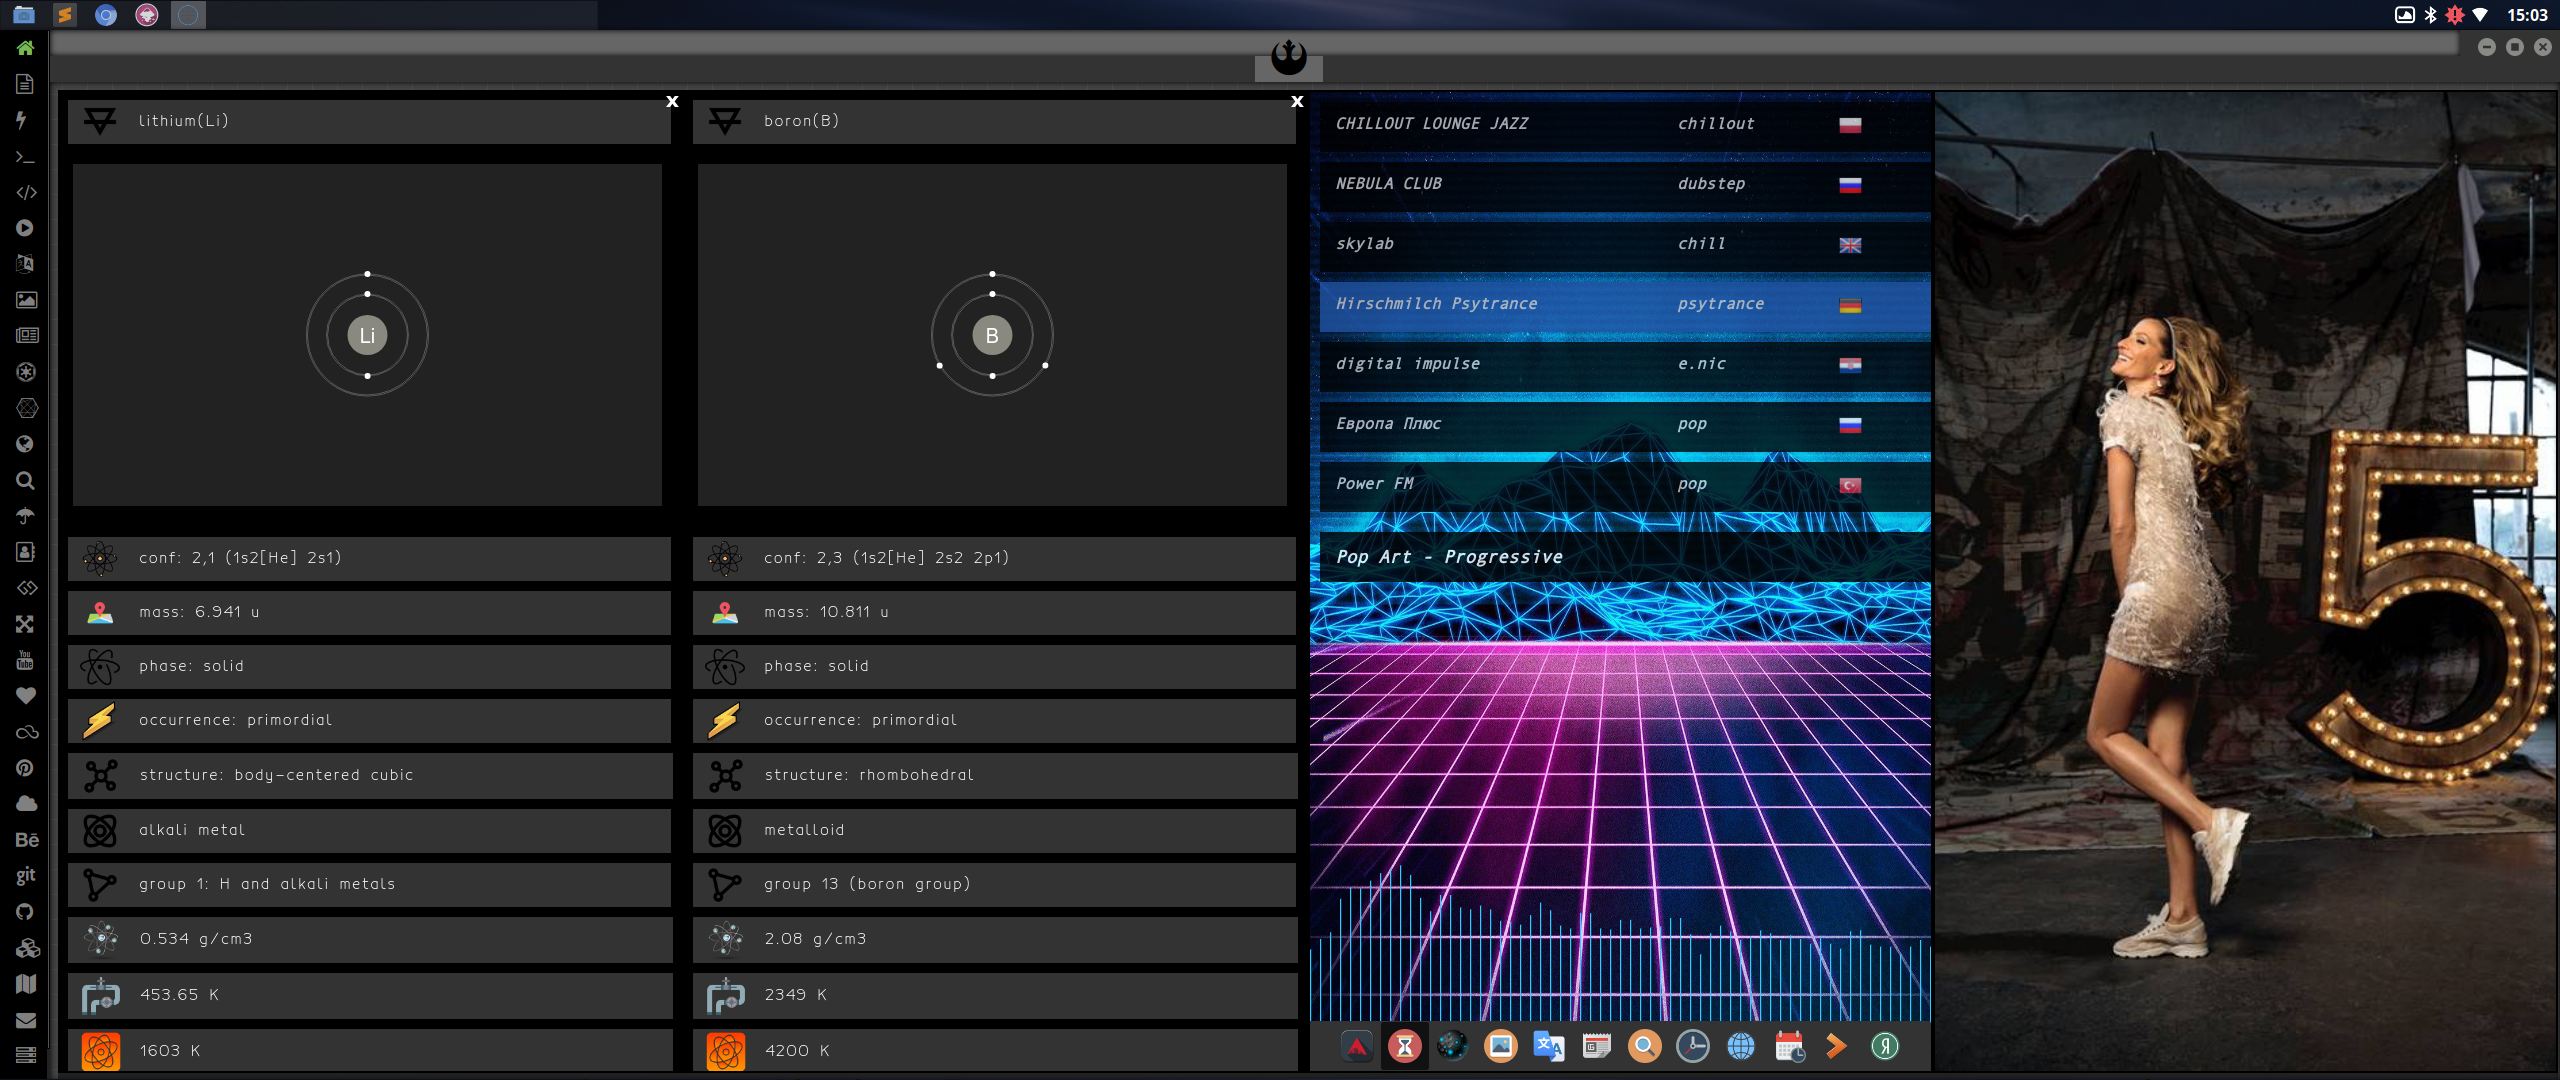 15:03
lithium(Li)
Li
conf: 2,1 (1s2[He] 2s1)
mass: 6.941 u
phase: solid
occurrence: primordial
structure: body-centered cubic
alkali metal
group 1: H and alkali metals
0.534 g/cm3
453.65 K
1603 K
x
boron(B)
B
conf: 2,3 (1s2[He] 2s2 2p1)
mass: 10.811 u
phase: solid
occurrence: primordial
structure: rhombohedral
metalloid
group 13 (boron group)
2.08 g/cm3
2349 K
4200 K
x
CHILLOUT LOUNGE JAZZ chillout
NEBULA CLUB dubstep
skylab chill
Hirschmilch Psytrance psytrance
digital impulse e.nic
Европа Плюс pop
Power FM pop
Pop Art - Progressive
5
You
Tube
Bē
git